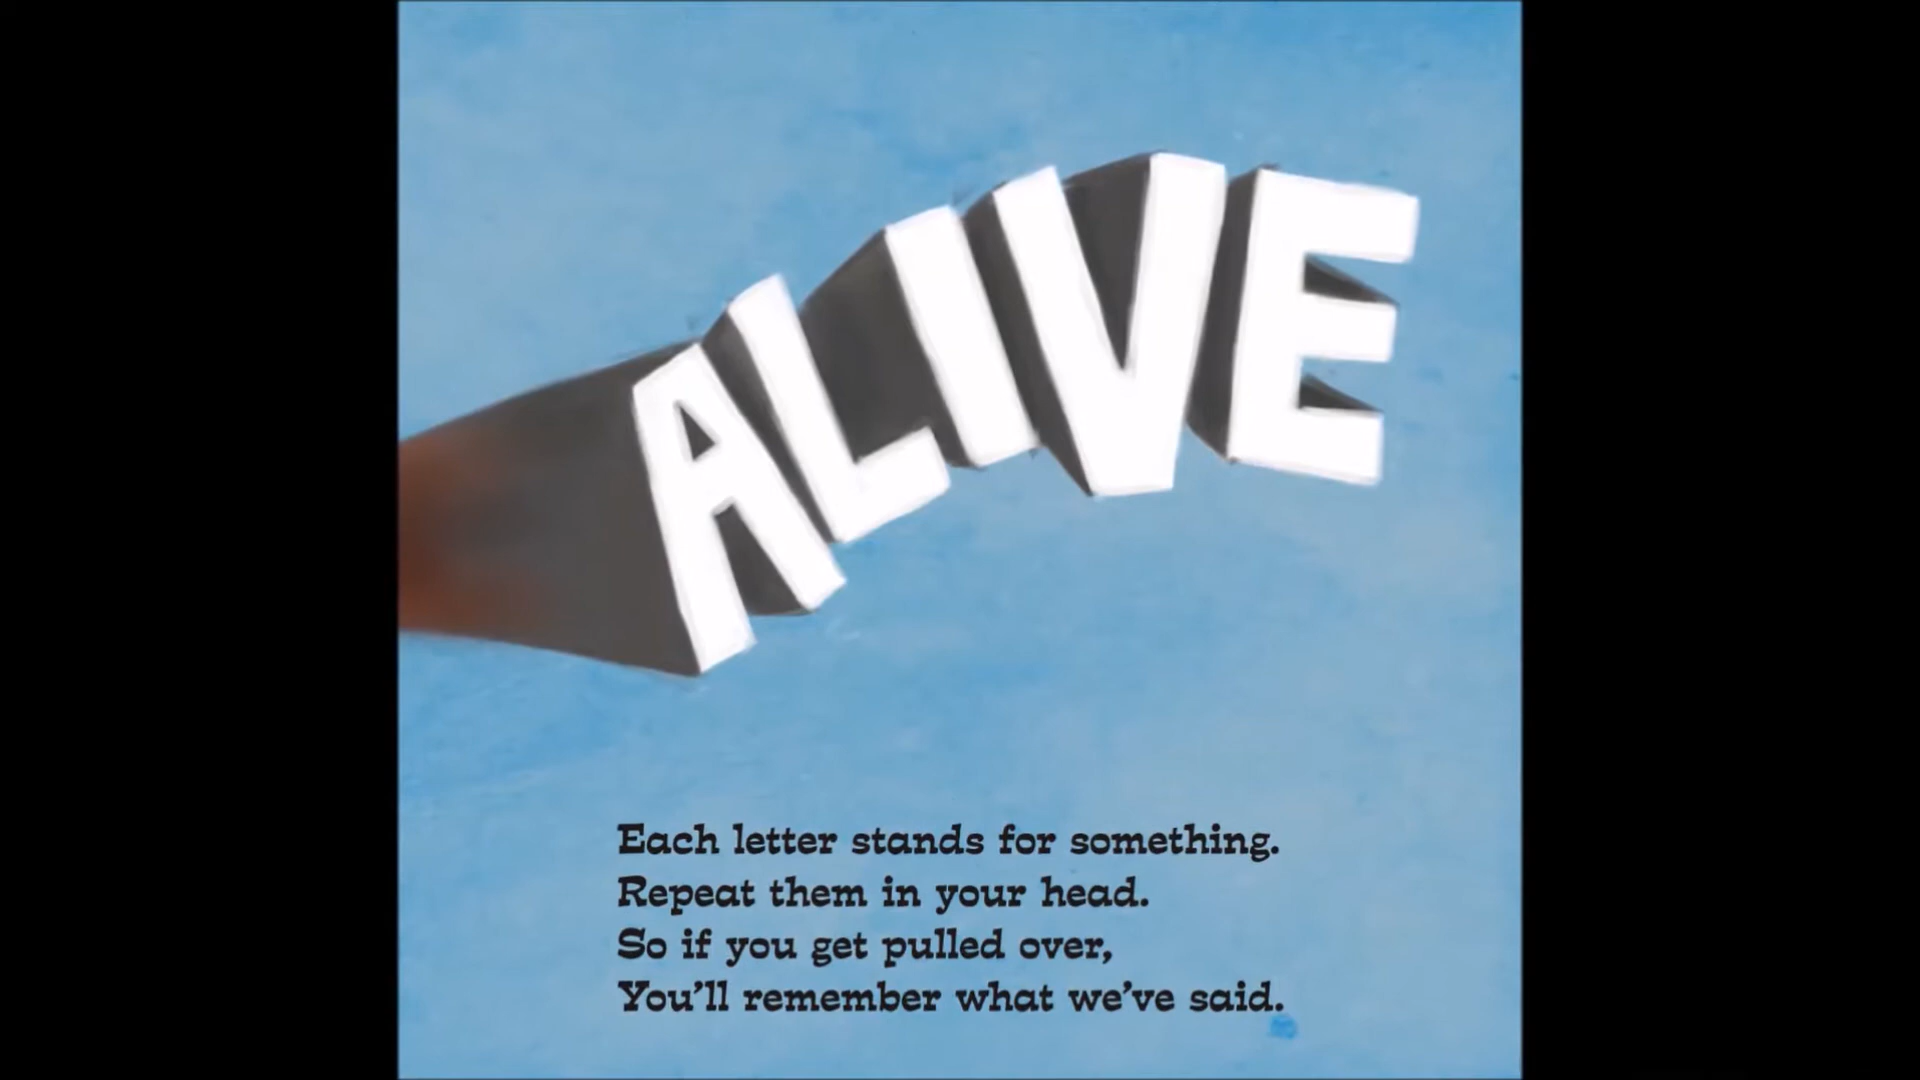 ALIVE
Each letter stands for something.
Repeat them in your head.
So if you get pulled over,
You'll remember what we've said.